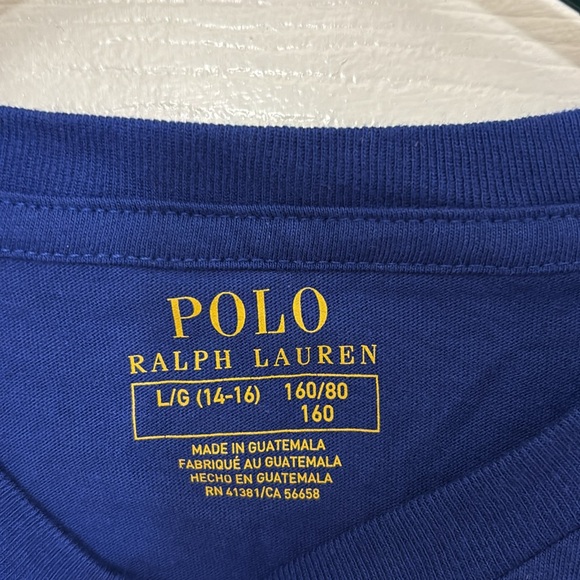 POLO
RALPH LAUREN
L/G (14-16) 160/80
160
MADE IN GUATEMALA
FABRIQUÉ AU GUATEMALA
HECHO EN GUATEMALA
RN 41381/CA 56658